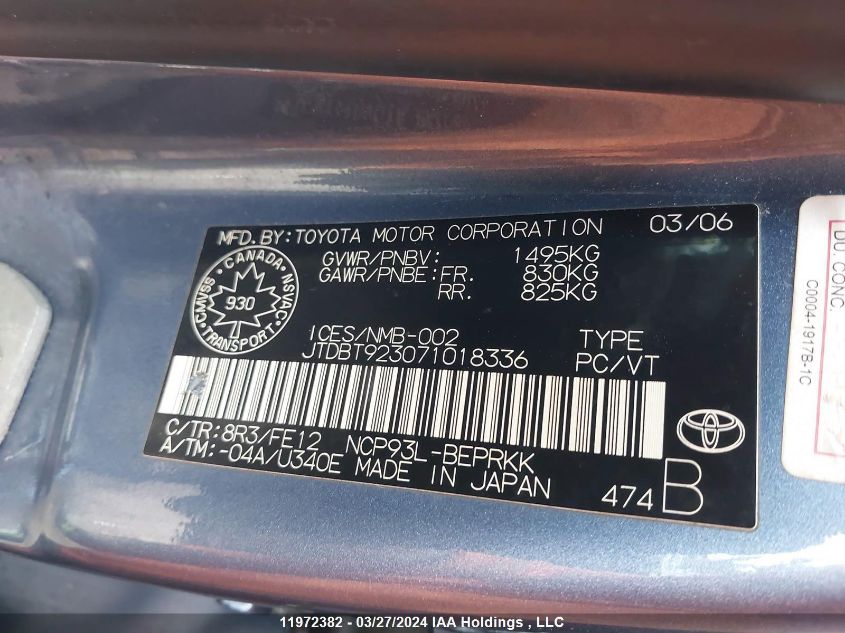 MFD. BY: TOYOTA MOTOR CORPORATION 03/06
GVWR/PNBV: 1495KG
GAWR/PNBE: FR. 830KG
RR. 825KG
CANADA
CMVSS NSVAC
930
TRANSPORT
ICES/NMB-002 TYPE
JTDBT923071018336 PC/VT
C/TR: 8R3/FE12 NCP93L-BEPRKK
A/TM: -04A/U340E MADE IN JAPAN
474 B
DU. CONC.
C0004-1917B-1C
11972382 - 03/27/2024 IAA Holdings , LLC